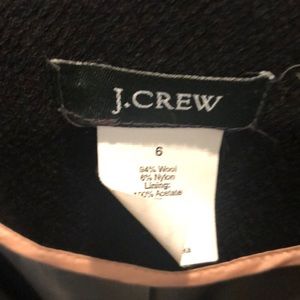 J.CREW
6
94% Wool
6% Nylon
Lining:
100% Acetate